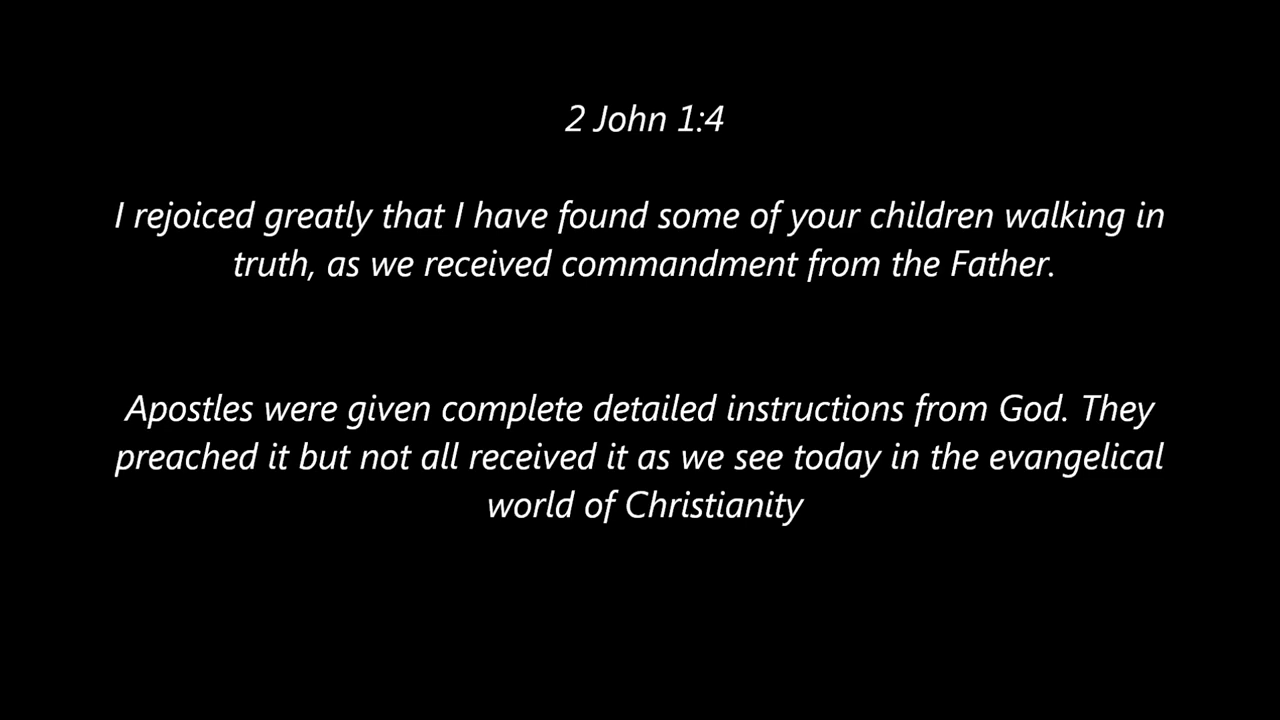 2 John 1:4
I rejoiced greatly that I have found some of your children walking in
truth, as we received commandment from the Father.
Apostles were given complete detailed instructions from God. They
preached it but not all received it as we see today in the evangelical
world of Christianity